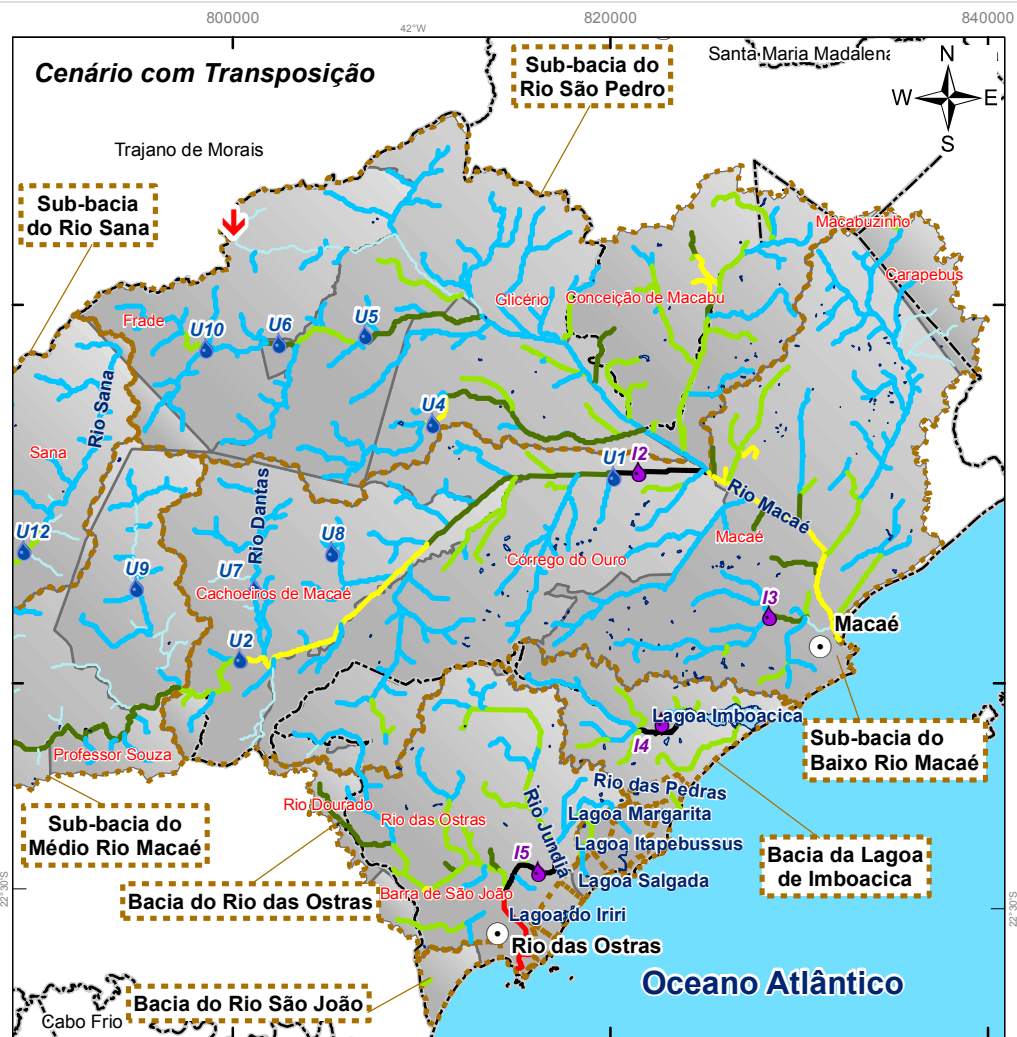 800000
820000
840000
42°W
Cenário com Transposição
Sub-bacia do
Rio São Pedro
Santa Maria Madalena
N
W
E
S
Trajano de Morais
Sub-bacia
do Rio Sana
Macabuzinho
Carapebus
Glicério
Conceição de Macabu
Frade
U10
U6
U5
Rio Sana
U4
Sana
U1
I2
Rio Dantas
Rio Macaé
Macaé
U12
U8
Córrego do Ouro
U9
U7
Cachoeiros de Macaé
I3
Macaé
U2
Lagoa Imboacica
I4
Professor Souza
Sub-bacia do
Baixo Rio Macaé
Rio das Pedras
Rio Dourado
Rio das Ostras
Rio Jundiá
Lagoa Margarita
Sub-bacia do
Médio Rio Macaé
Lagoa Itapebussus
I5
Bacia da Lagoa
de Imboacica
Lagoa Salgada
Bacia do Rio das Ostras
Barra de São João
22°30'S
22°30'S
Lagoa do Iriri
Rio das Ostras
Oceano Atlântico
Bacia do Rio São João
Cabo Frio